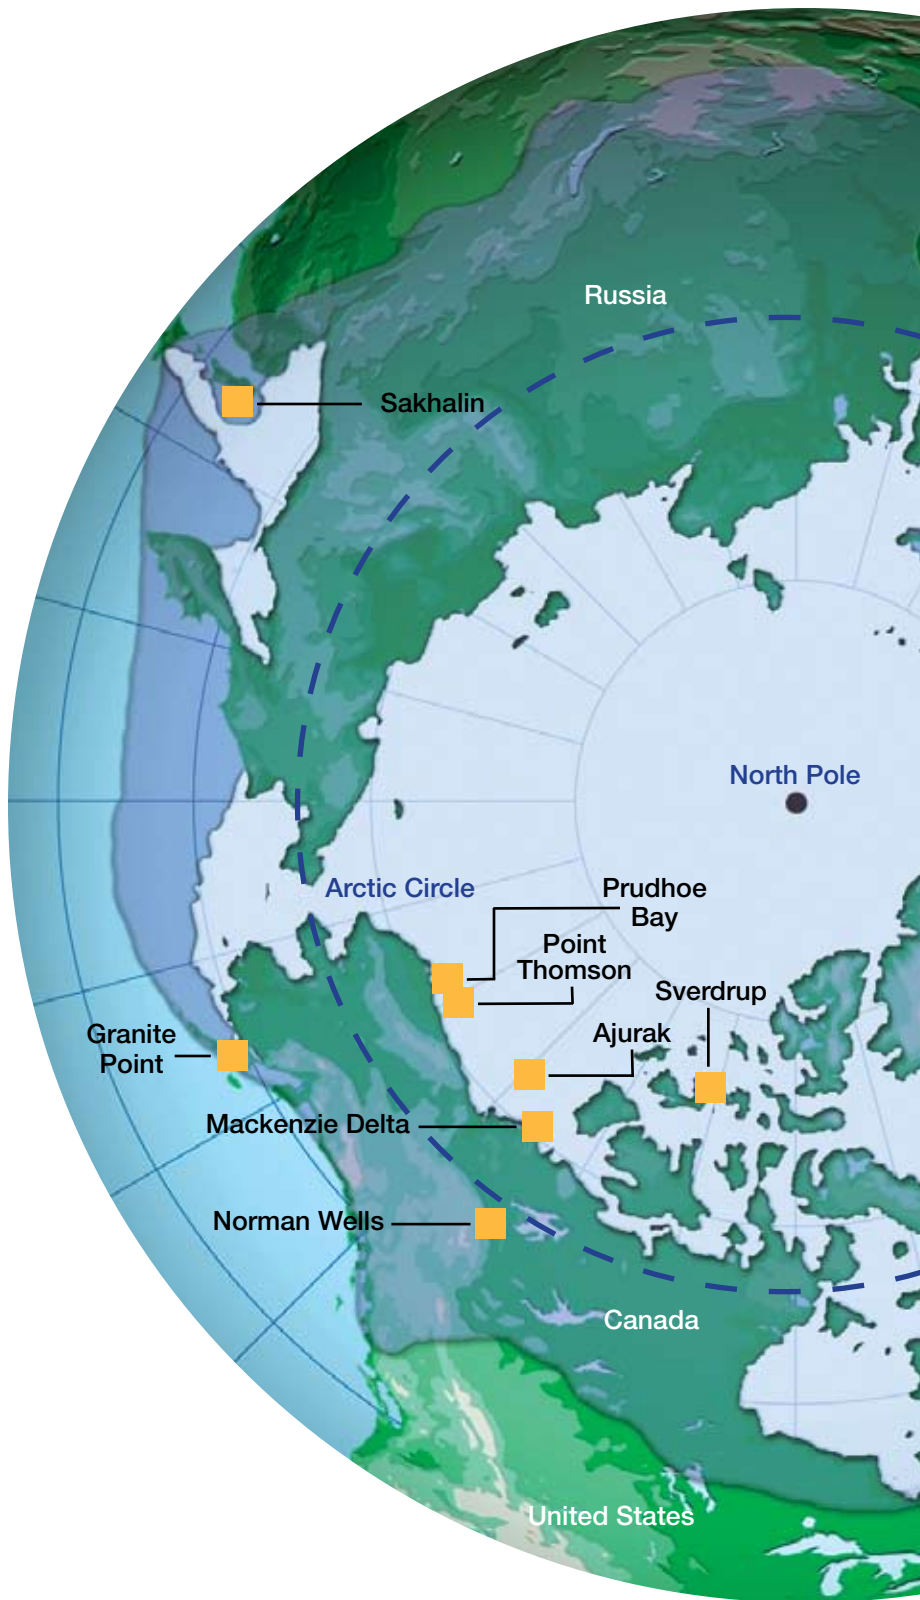 Russia
Sakhalin
North Pole
Arctic Circle
Prudhoe
Bay
Point
Thomson
Sverdrup
Ajurak
Granite
Point
Mackenzie Delta
Norman Wells
Canada
United States